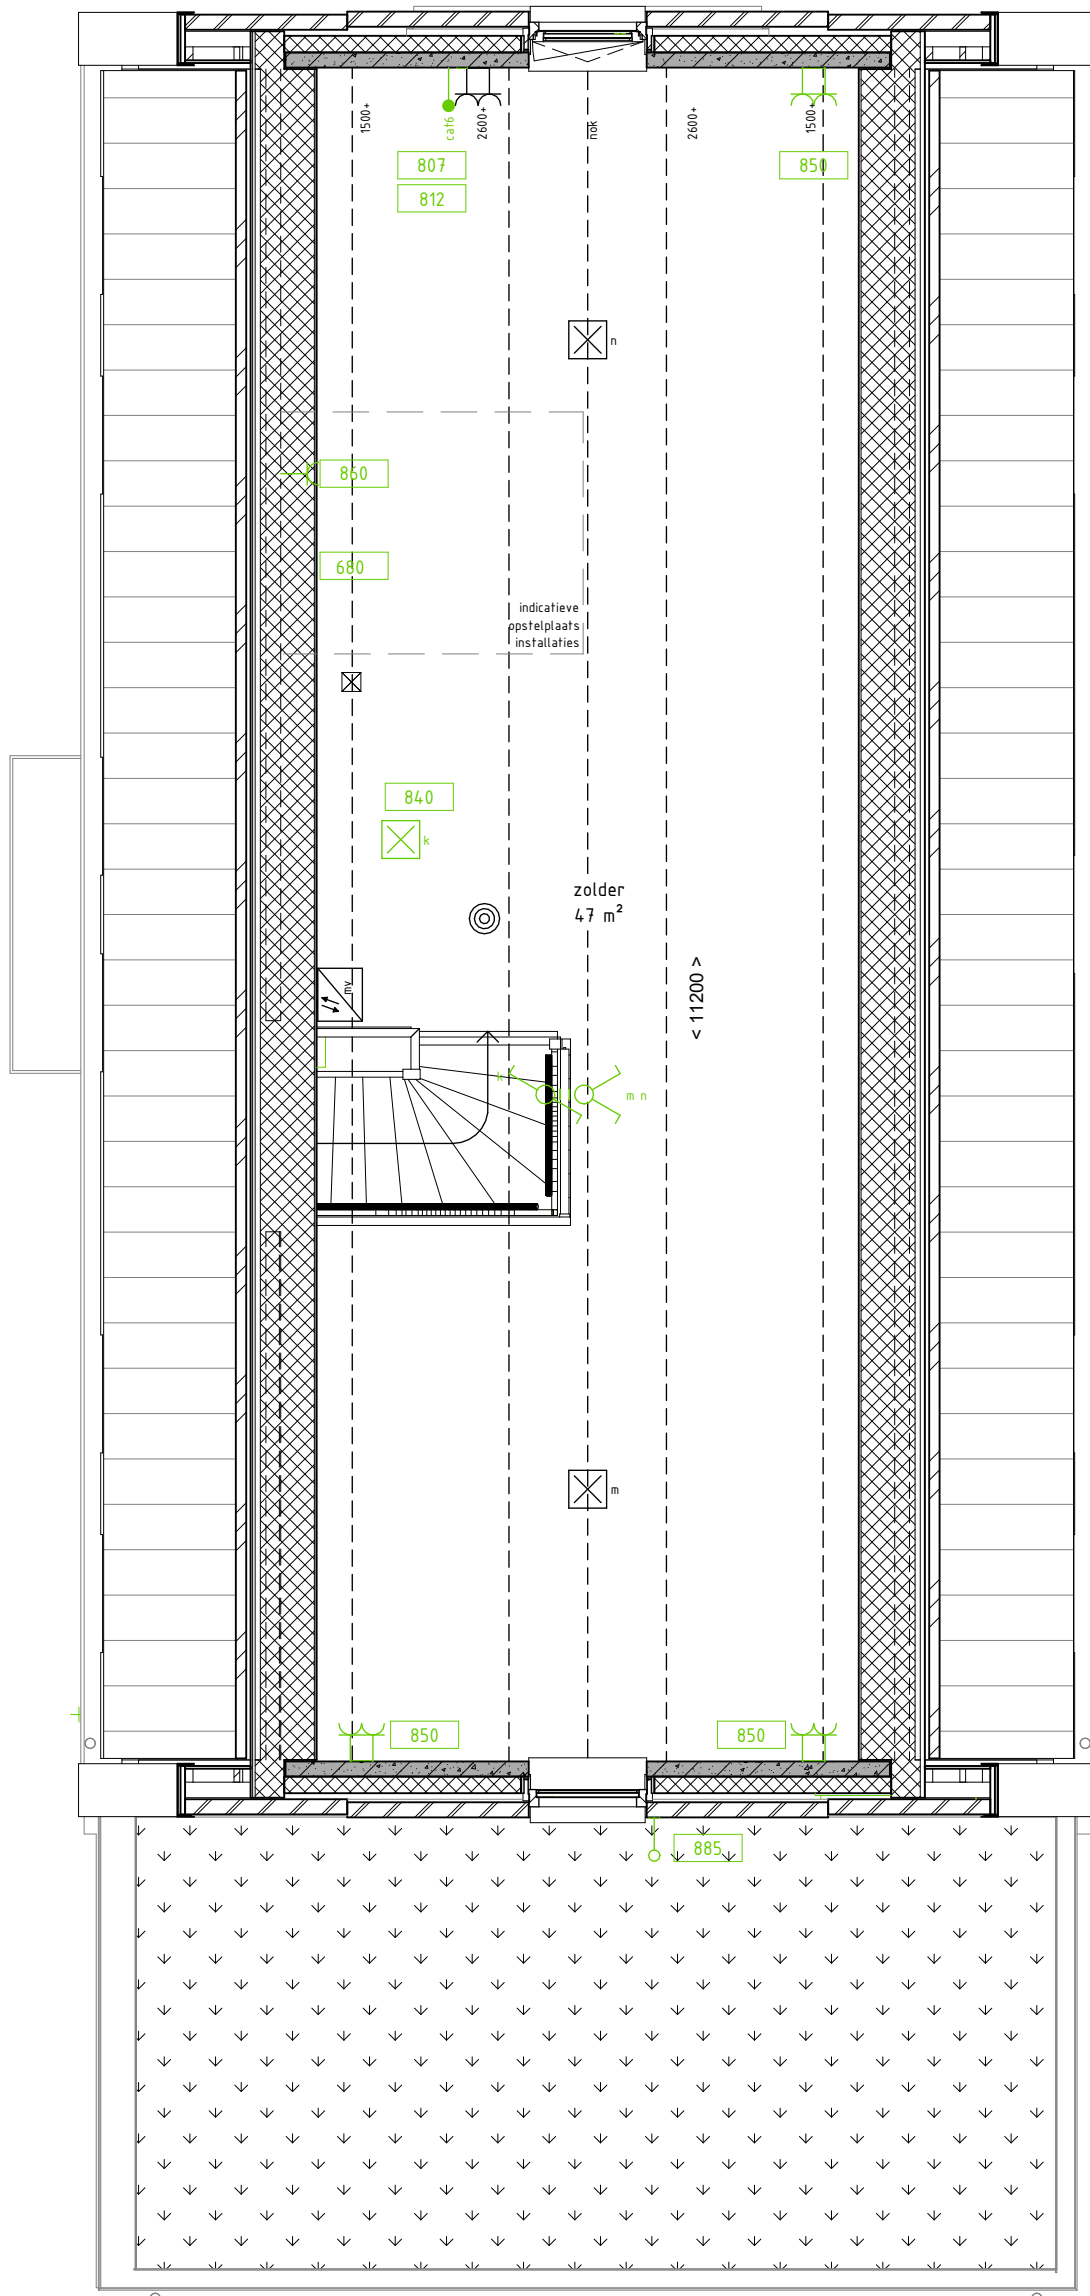 1500+
cat6
2600+
nok
2600+
1500+
807
850
812
n
860
680
indicatieve
opstelplaats
installaties
840
k
zolder
47 m²
< 11200 >
mv
k
m n
m
850
850
885